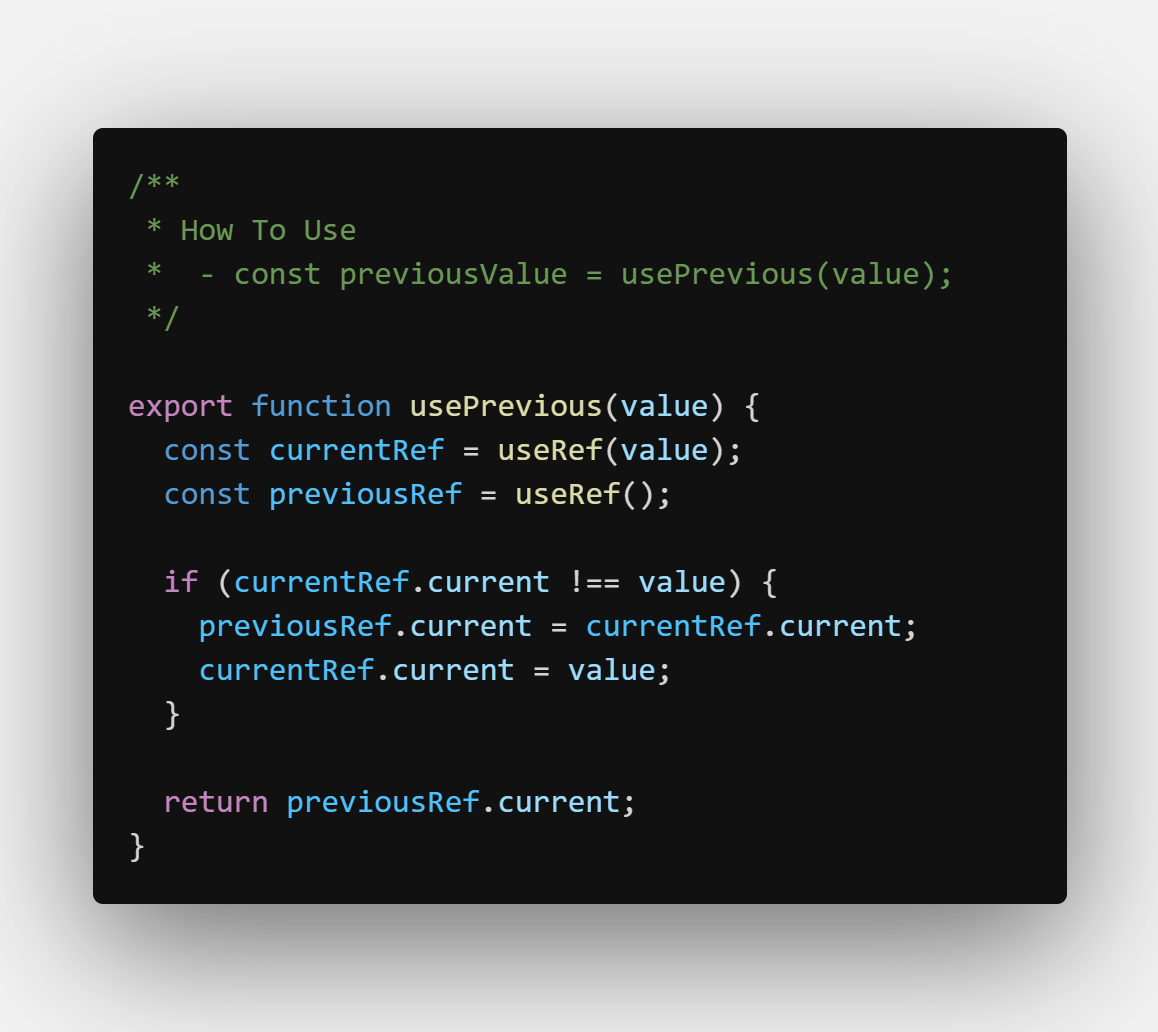 /**
 * How To Use
 *  - const previousValue = usePrevious(value);
 */

export function usePrevious(value) {
  const currentRef = useRef(value);
  const previousRef = useRef();

  if (currentRef.current !== value) {
    previousRef.current = currentRef.current;
    currentRef.current = value;
  }

  return previousRef.current;
}